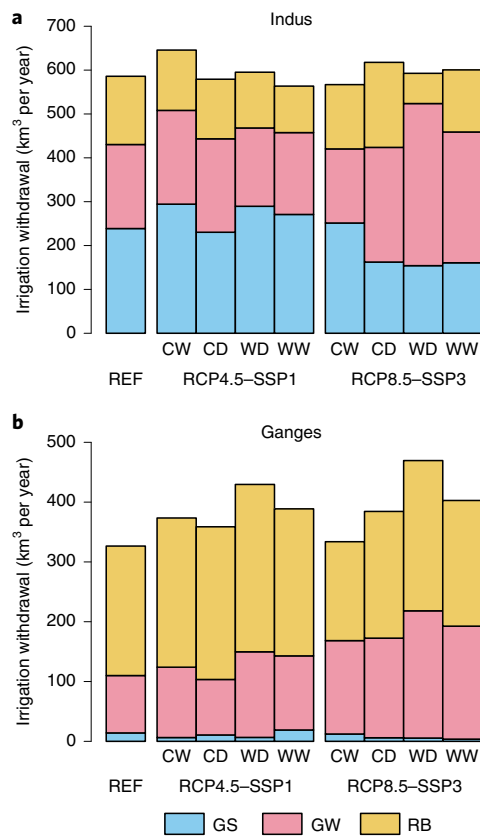 a
Indus
Irrigation withdrawal (km³ per year)
700
600
500
400
300
200
100
0
CW CD WD WW CW CD WD WW
REF RCP4.5–SSP1 RCP8.5–SSP3
b
Ganges
Irrigation withdrawal (km³ per year)
500
400
300
200
100
0
CW CD WD WW CW CD WD WW
REF RCP4.5–SSP1 RCP8.5–SSP3
GS GW RB